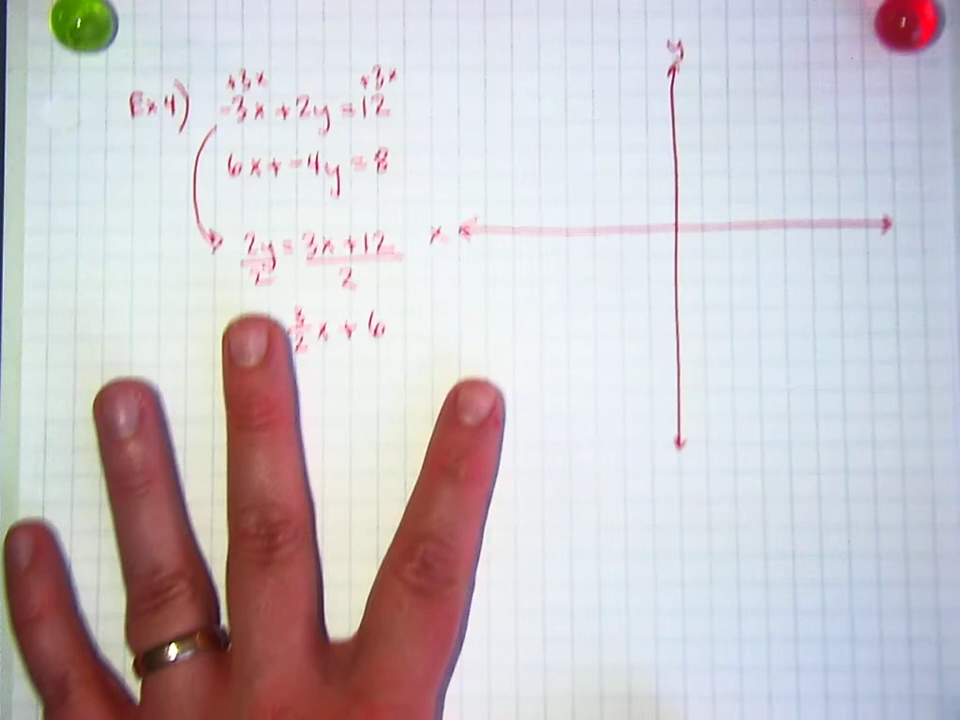 +3x +3x
Ex 4) -3x + 2y = 12
6x + -4y = 8
2y = 3x + 12
2 2
3
2 x + 6
y
x